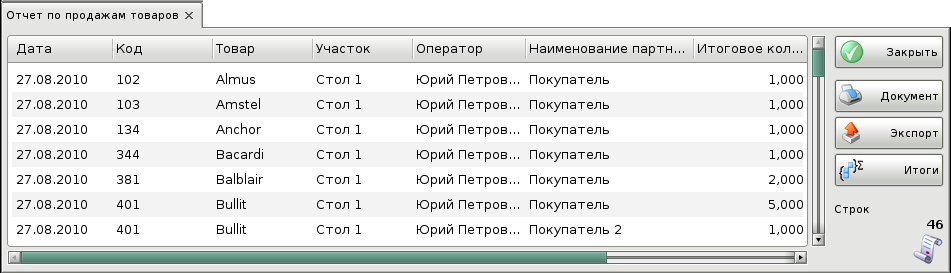 Отчет по продажам товаров
Дата Код Товар Участок Оператор Наименование партн... Итоговое кол...
27.08.2010 102 Almus Стол 1 Юрий Петров... Покупатель 1,000
27.08.2010 103 Amstel Стол 1 Юрий Петров... Покупатель 1,000
27.08.2010 134 Anchor Стол 1 Юрий Петров... Покупатель 1,000
27.08.2010 344 Bacardi Стол 1 Юрий Петров... Покупатель 1,000
27.08.2010 381 Balblair Стол 1 Юрий Петров... Покупатель 2,000
27.08.2010 401 Bullit Стол 1 Юрий Петров... Покупатель 5,000
27.08.2010 401 Bullit Стол 1 Юрий Петров... Покупатель 2 1,000
Закрыть
Документ
Экспорт
Σ Итоги
Строк
46